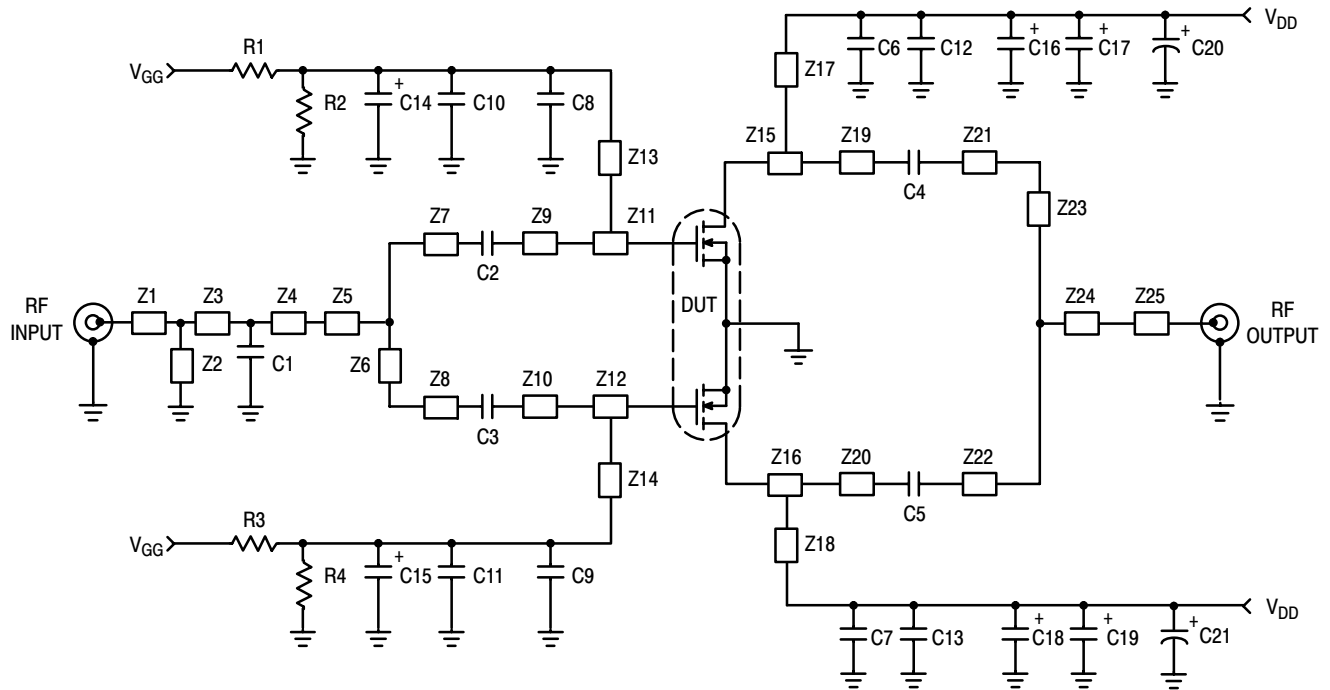 VDD
C6 C12 + C16 + C17 + C20
R1
VGG
Z17
R2 + C14 C10 C8
Z15 Z19 Z21
Z13
C4
Z7 Z9 Z11
Z23
C2
RF
INPUT
Z1 Z3 Z4 Z5
DUT
Z24 Z25
RF
OUTPUT
Z2 C1 Z6
Z8 Z10 Z12
C3
Z16 Z20 Z22
Z14
C5
R3
VGG
Z18
R4 + C15 C11 C9
VDD
C7 C13 + C18 + C19 + C21